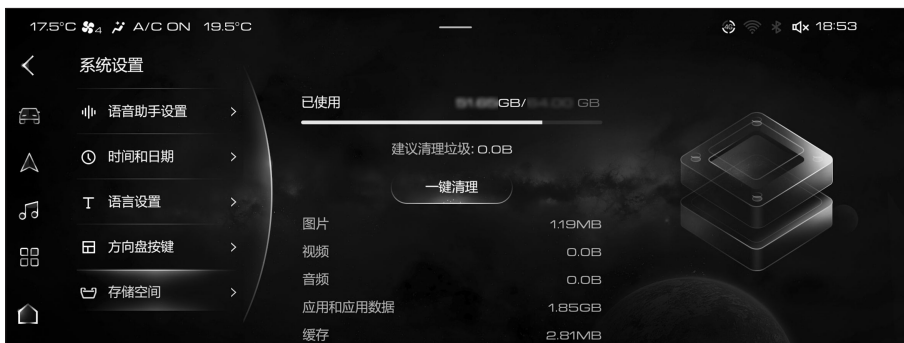 17.5°C 4 A/C ON 19.5°C
4G 18:53
系统设置
语音助手设置
时间和日期
T 语言设置
方向盘按键
存储空间
已使用 GB/ GB
建议清理垃圾: 0.0B
一键清理
图片 1.19MB
视频 0.0B
音频 0.0B
应用和应用数据 1.85GB
缓存 2.81MB